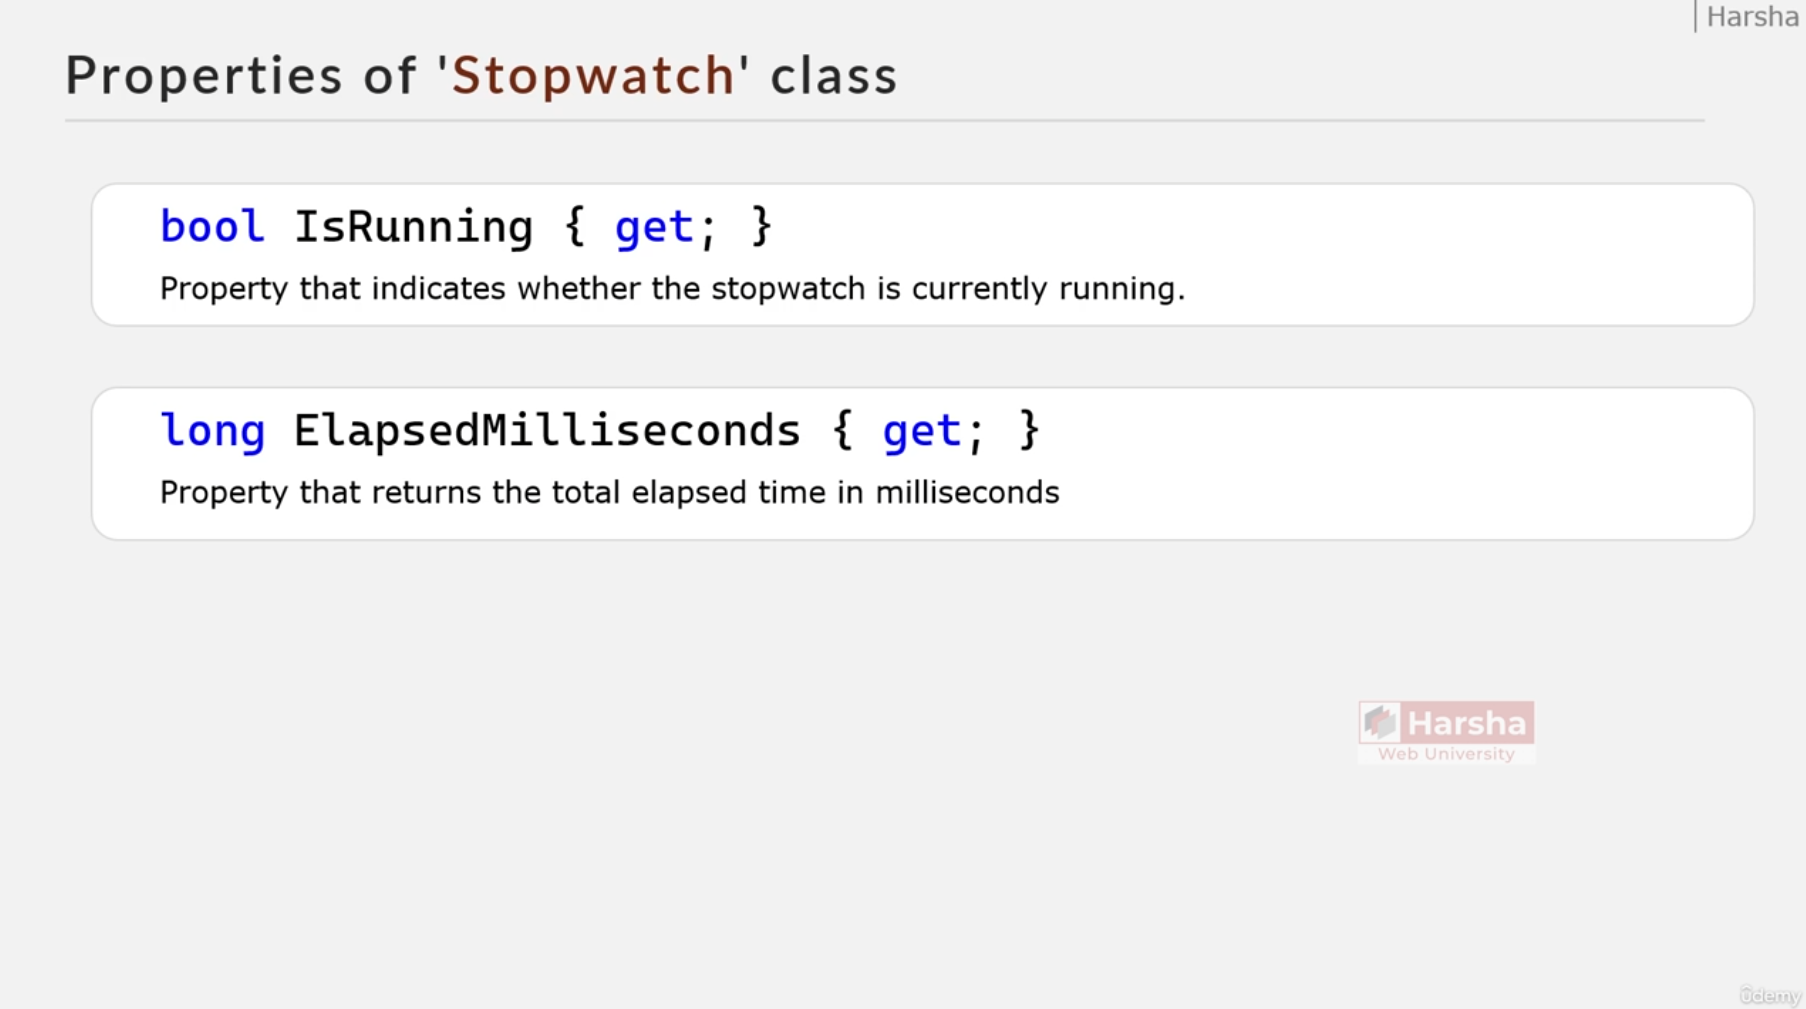 Harsha
Properties of 'Stopwatch' class
bool IsRunning { get; }
Property that indicates whether the stopwatch is currently running.
long ElapsedMilliseconds { get; }
Property that returns the total elapsed time in milliseconds
Harsha
Web University
ûdemy